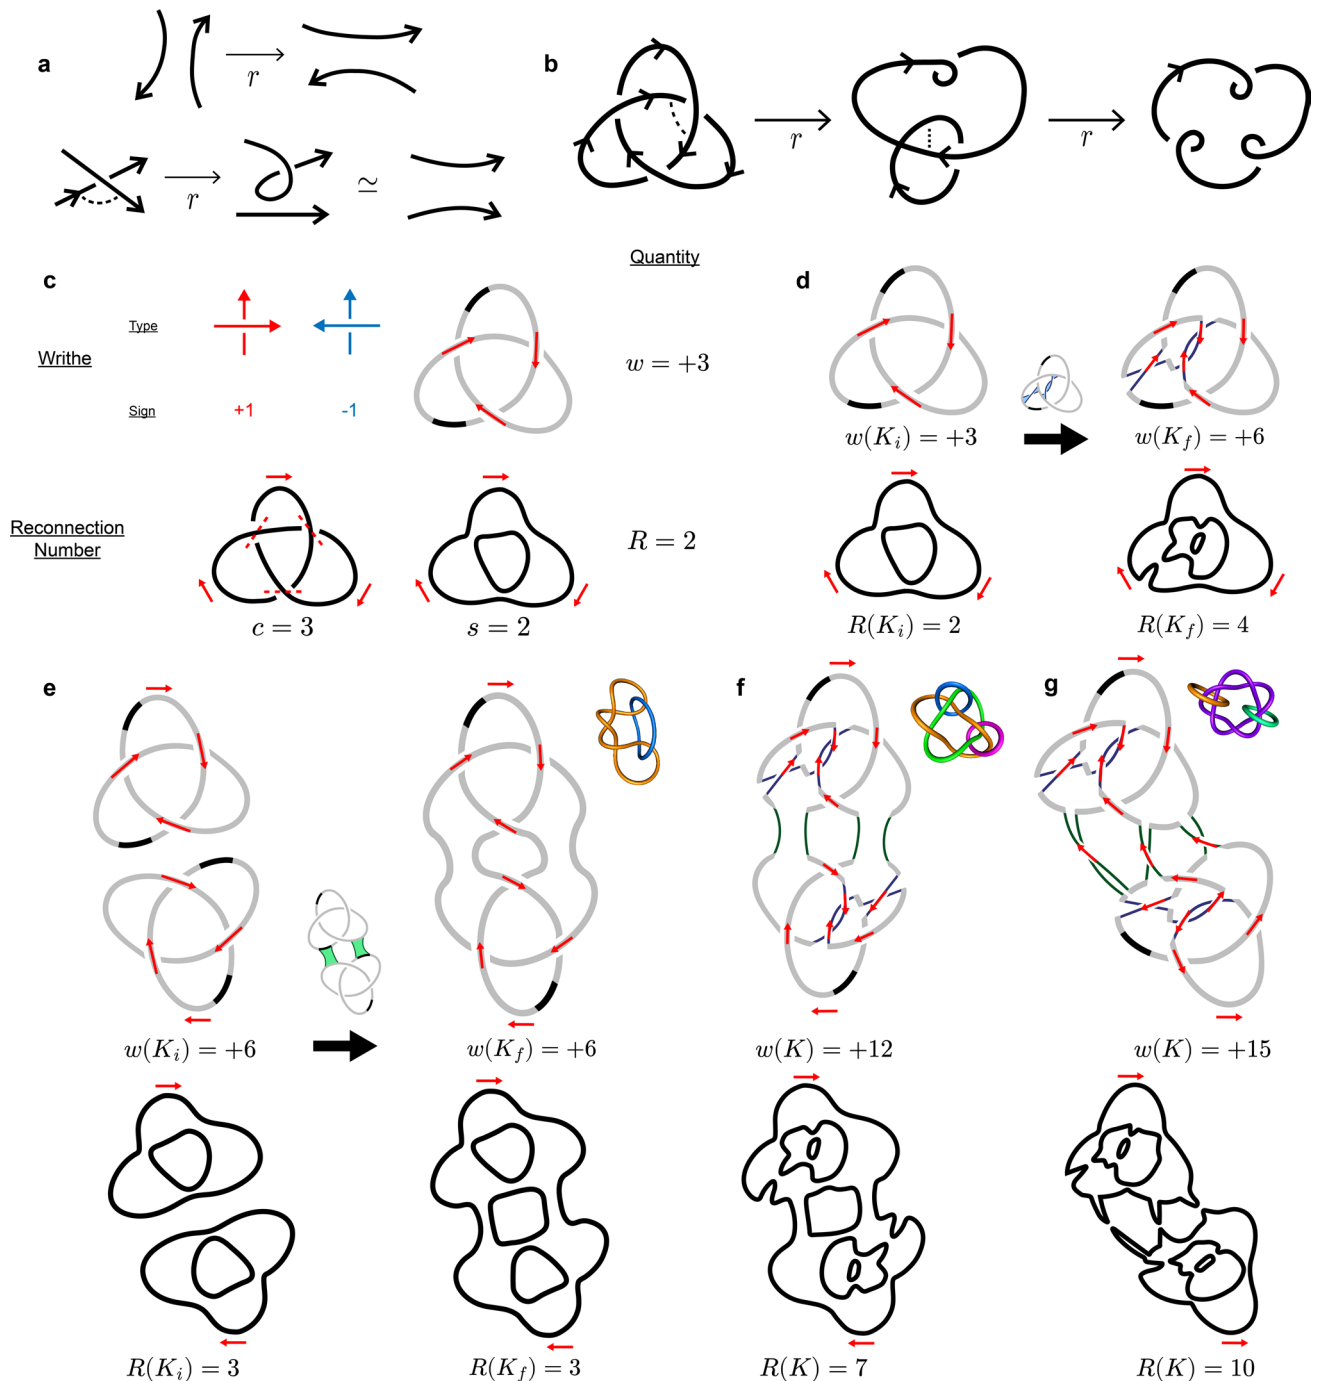 a
r
r
b
r
r
Quantity
c
Type
Writhe
Sign
+1
-1
w = +3
d
w(K_i) = +3
w(K_f) = +6
Reconnection
Number
c = 3
s = 2
R = 2
R(K_i) = 2
R(K_f) = 4
e
f
g
w(K_i) = +6
w(K_f) = +6
w(K) = +12
w(K) = +15
R(K_i) = 3
R(K_f) = 3
R(K) = 7
R(K) = 10